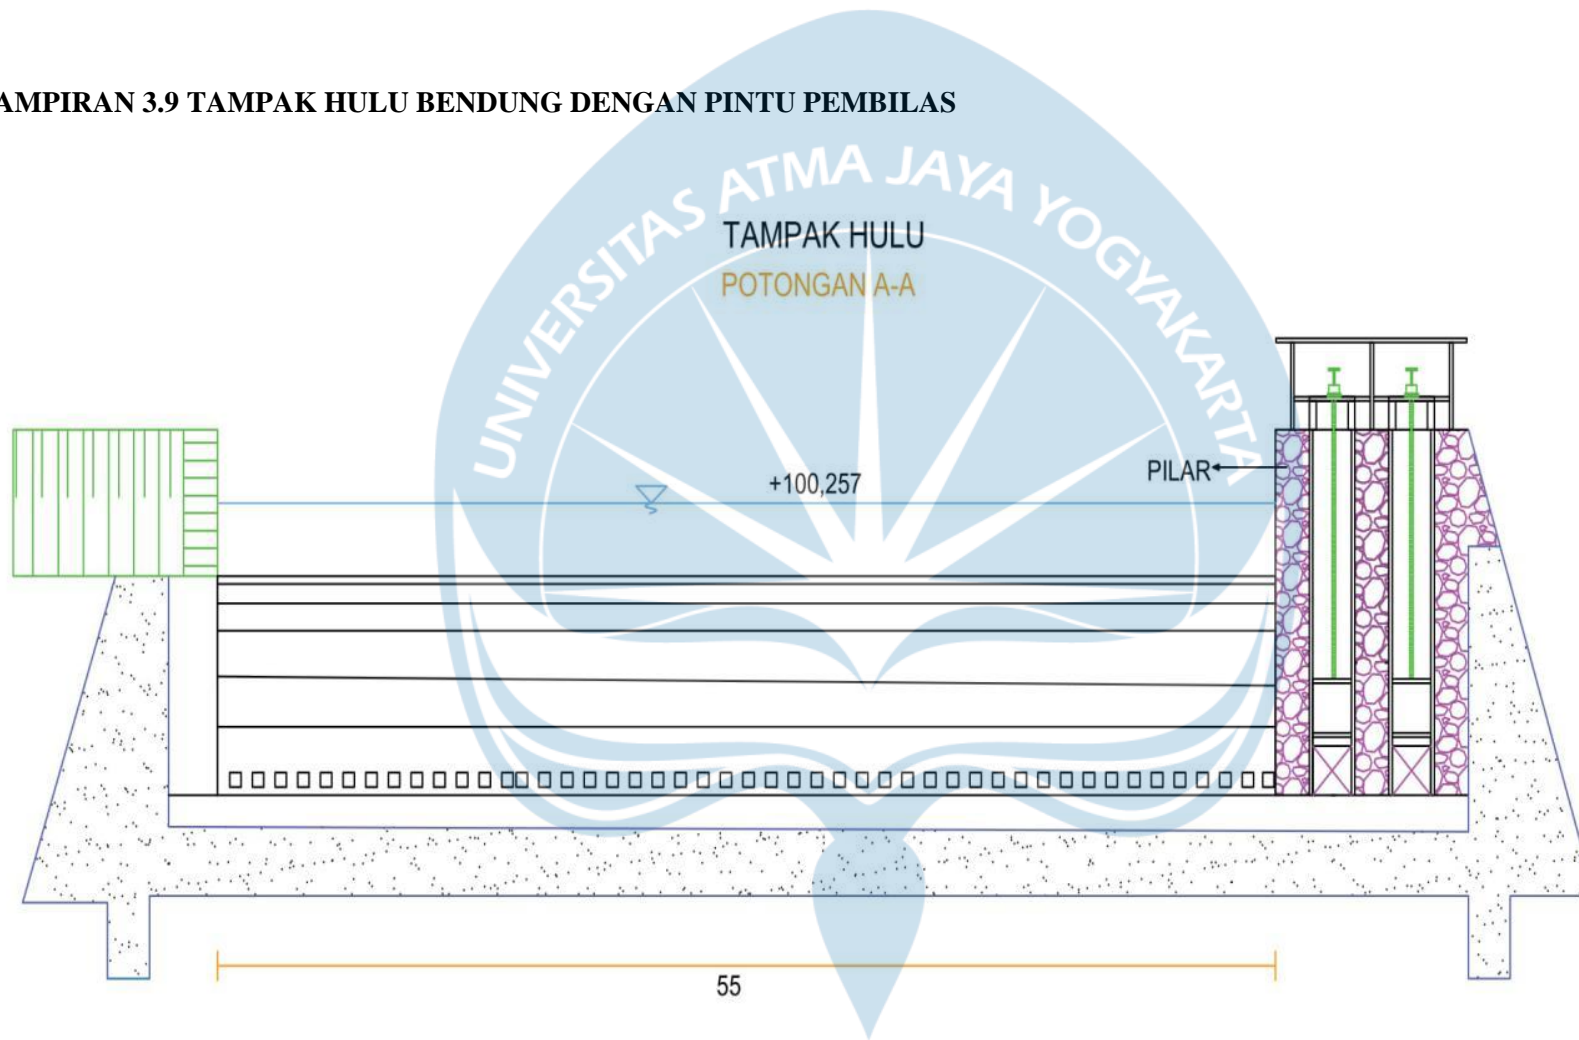 AMPIRAN 3.9 TAMPAK HULU BENDUNG DENGAN PINTU PEMBILAS
UNIVERSITAS ATMA JAYA YOGYAKARTA
TAMPAK HULU
POTONGAN A-A
PILAR
+100,257
55